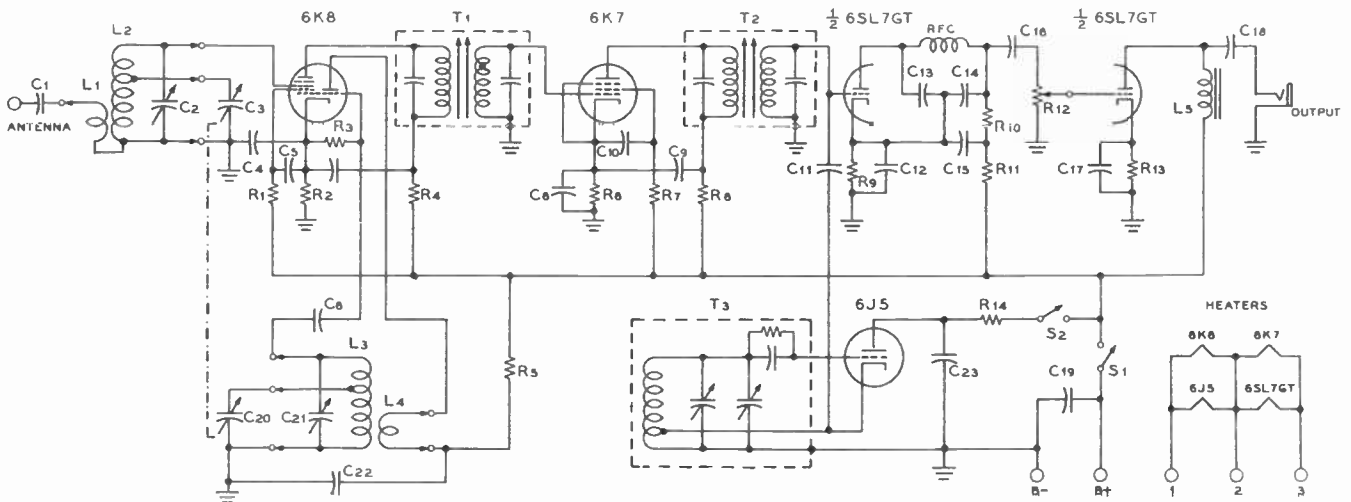 6K8
T1
6K7
T2
1/2 6SL7GT
1/2 6SL7GT
L2
RFC
C16
C18
C1
L1
C2
C3
C13
C14
R12
L5
OUTPUT
ANTENNA
R3
R10
C4
C5
C10
C9
C11
C12
C15
R11
C17
R13
R1
R2
R4
C8
R6
R7
R8
R9
C6
T3
6J5
R14
S2
HEATERS
L3
R5
6K8
6K7
L4
C23
C19
S1
6J5
6SL7GT
C20
C21
C22
B-
B+
1
2
3